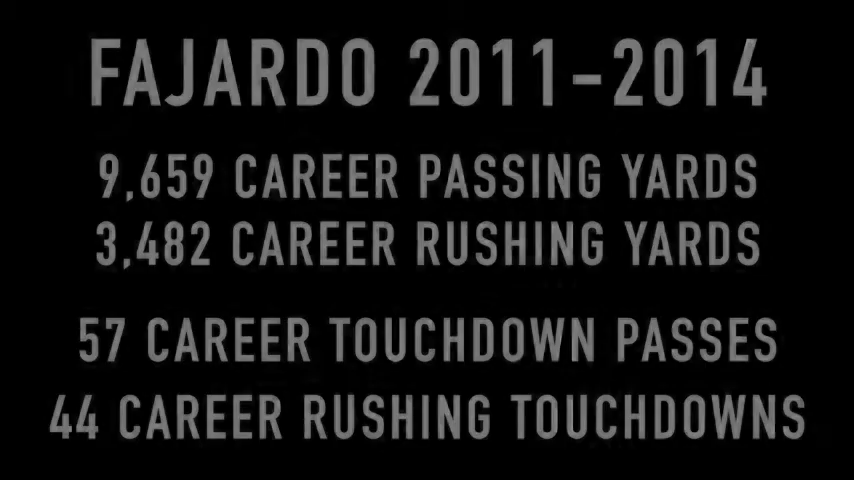 FAJARDO 2011-2014
9,659 CAREER PASSING YARDS
3,482 CAREER RUSHING YARDS
57 CAREER TOUCHDOWN PASSES
44 CAREER RUSHING TOUCHDOWNS